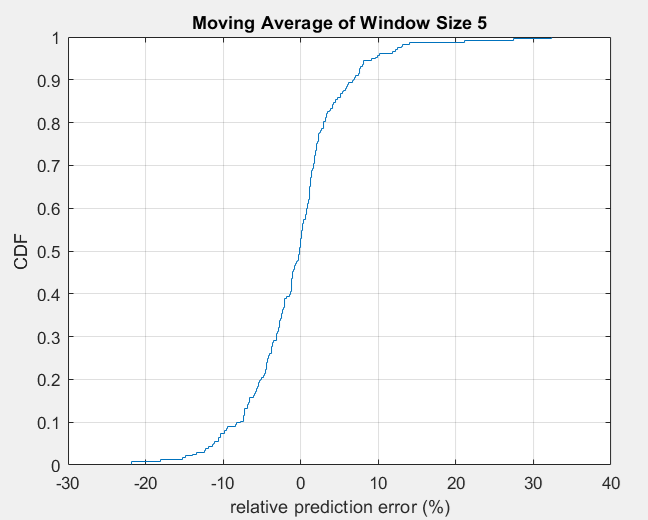 Moving Average of Window Size 5
1
0.9
0.8
0.7
0.6
0.5
0.4
0.3
0.2
0.1
0
CDF
-30 -20 -10 0 10 20 30 40
relative prediction error (%)